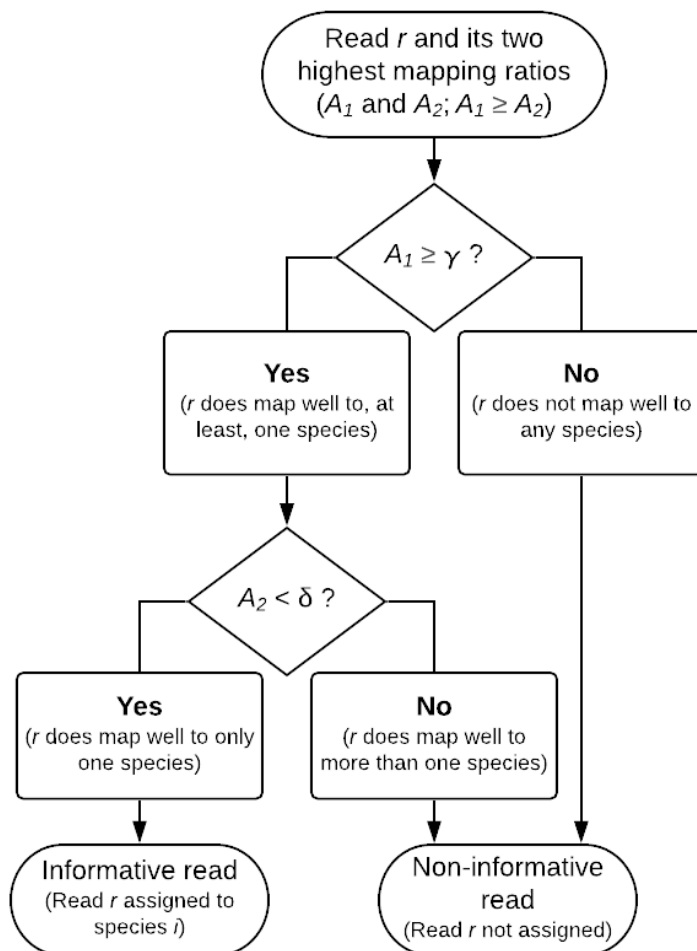 Read r and its two
highest mapping ratios
(A₁ and A₂; A₁ ≥ A₂)
A₁ ≥ γ ?
Yes
(r does map well to, at
least, one species)
No
(r does not map well to
any species)
A₂ < δ ?
Yes
(r does map well to only
one species)
No
(r does map well to
more than one species)
Informative read
(Read r assigned to
species i)
Non-informative
read
(Read r not assigned)